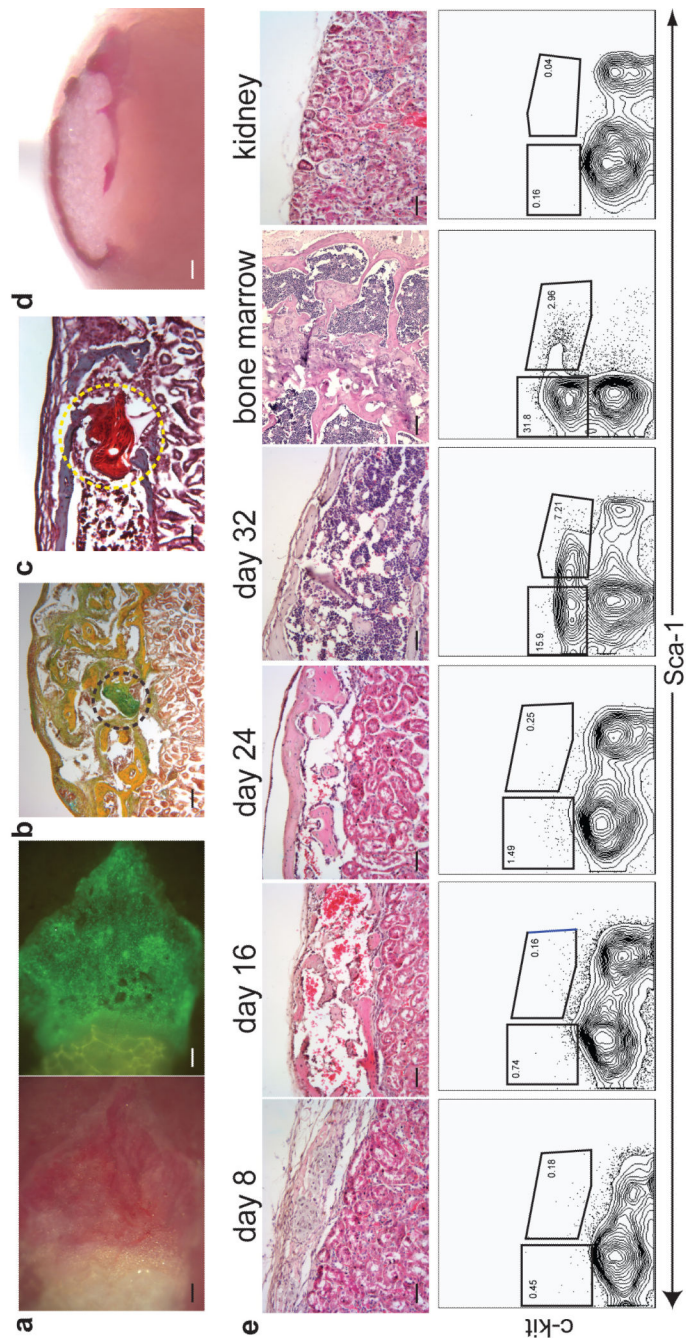 a
b
c
d
e
day 8
day 16
day 24
day 32
bone marrow
kidney
0.45
0.18
0.74
0.16
1.49
0.25
15.9
7.21
31.8
2.96
0.16
0.04
c-kit
Sca-1